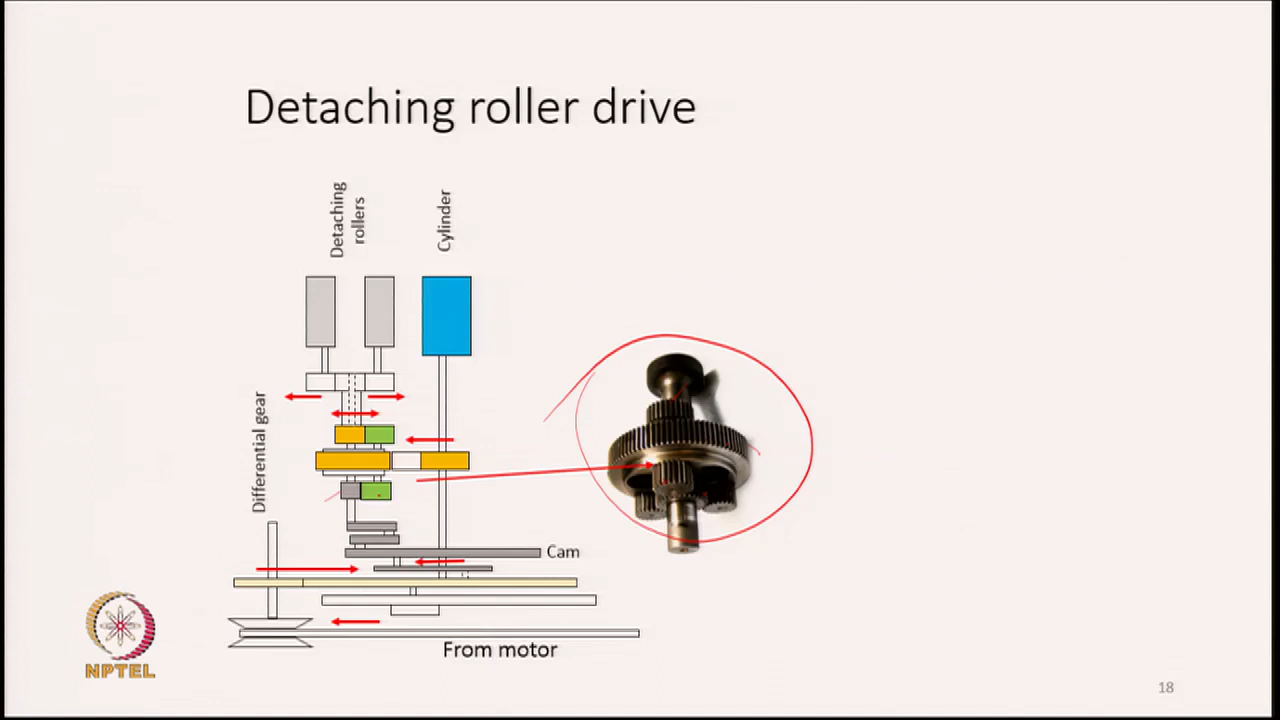 Detaching roller drive
Detaching
rollers
Cylinder
Differential gear
Cam
From motor
NPTEL
18